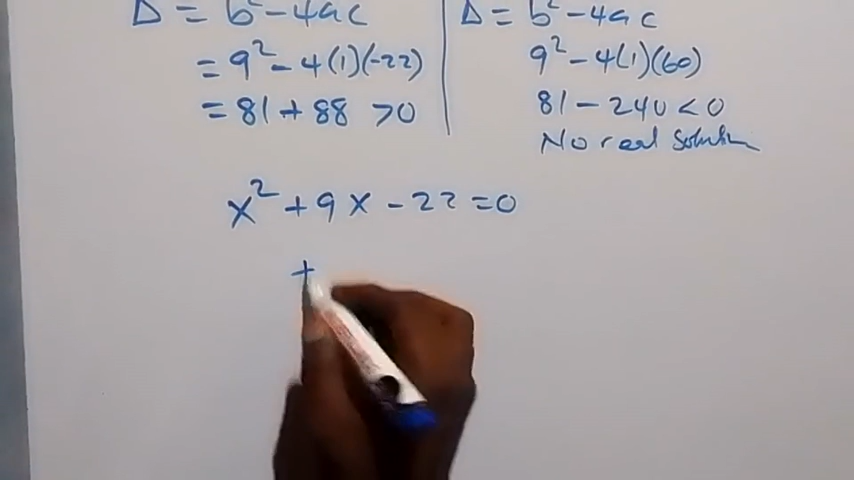 Δ = b² - 4ac
= 9² - 4(1)(-22)
= 81 + 88 >0
Δ = b² - 4ac
9² - 4(1)(60)
81 - 240 < 0
No real solution
x² + 9x - 22 = 0
+